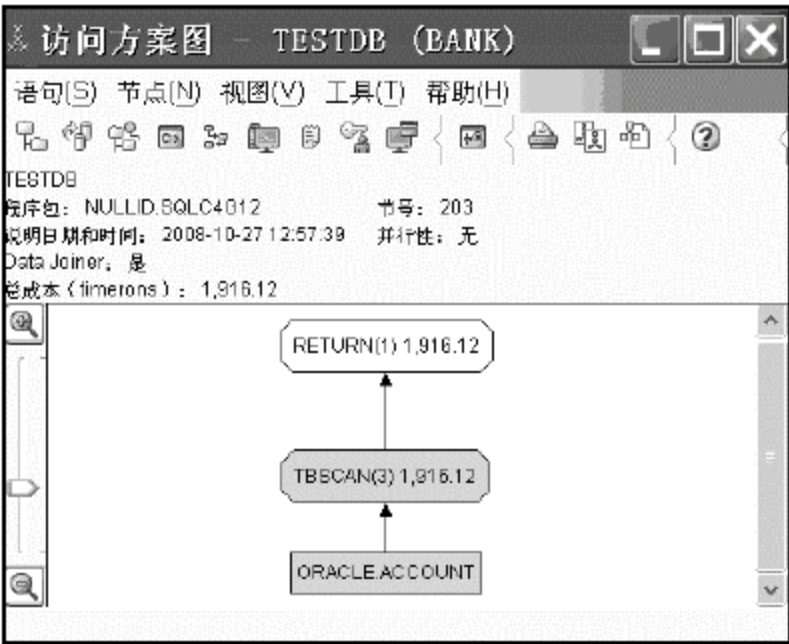 访问方案图 - TESTDB (BANK)
语句(S) 节点(N) 视图(V) 工具(T) 帮助(H)
TESTDB
程序包: NULLID.SQLC4G12 节号: 203
说明日期和时间: 2008-10-27 12:57:39 并行性: 无
Data Joiner: 是
总成本(timerons): 1,916.12
RETURN(1) 1,916.12
TBSCAN(3) 1,916.12
ORACLE.ACCOUNT